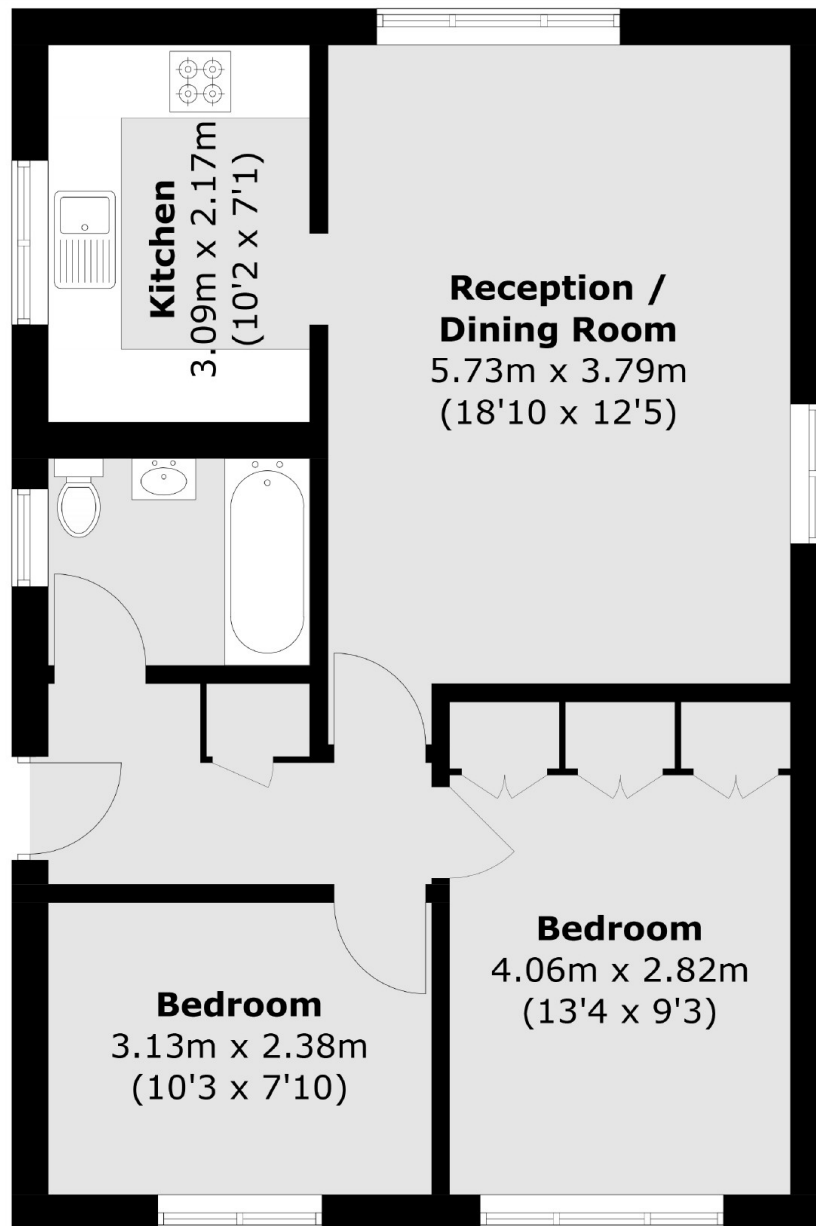 Kitchen
3.09m x 2.17m
(10'2 x 7'1)
Reception /
Dining Room
5.73m x 3.79m
(18'10 x 12'5)
Bedroom
4.06m x 2.82m
(13'4 x 9'3)
Bedroom
3.13m x 2.38m
(10'3 x 7'10)